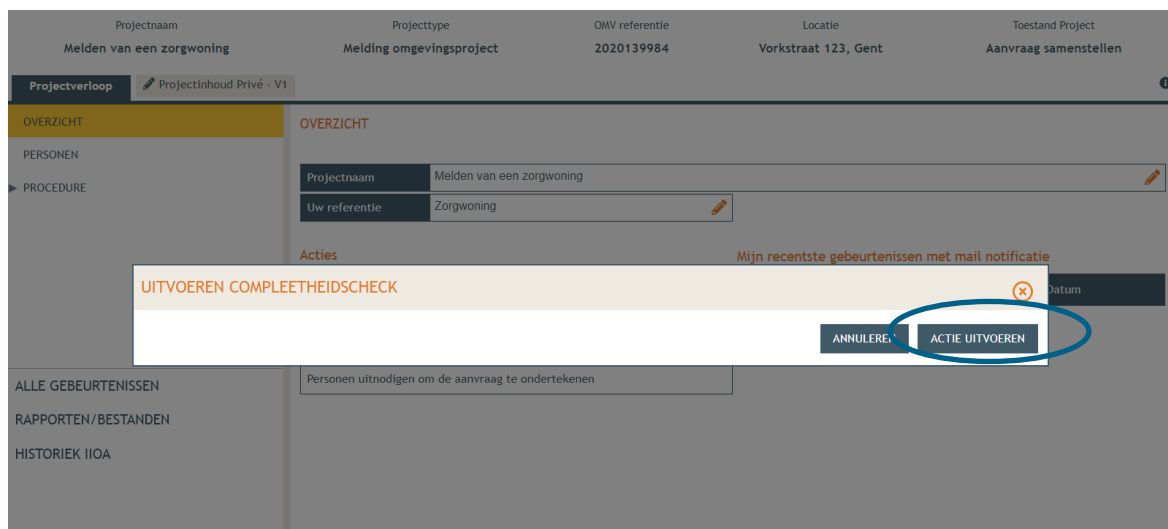 Projectnaam Projecttype OMV referentie Locatie Toestand Project
Melden van een zorgwoning Melding omgevingsproject 2020139984 Vorkstraat 123, Gent Aanvraag samenstellen
Projectverloop Projectinhoud Privé - V1
OVERZICHT OVERZICHT
PERSONEN
Projectnaam Melden van een zorgwoning
PROCEDURE
Uw referentie Zorgwoning
Acties Mijn recentste gebeurtenissen met mail notificatie
UITVOEREN COMPLEETHEIDSCHECK
Datum
ANNULEREN ACTIE UITVOEREN
Personen uitnodigen om de aanvraag te ondertekenen
ALLE GEBEURTENISSEN
RAPPORTEN/BESTANDEN
HISTORIEK IIOA